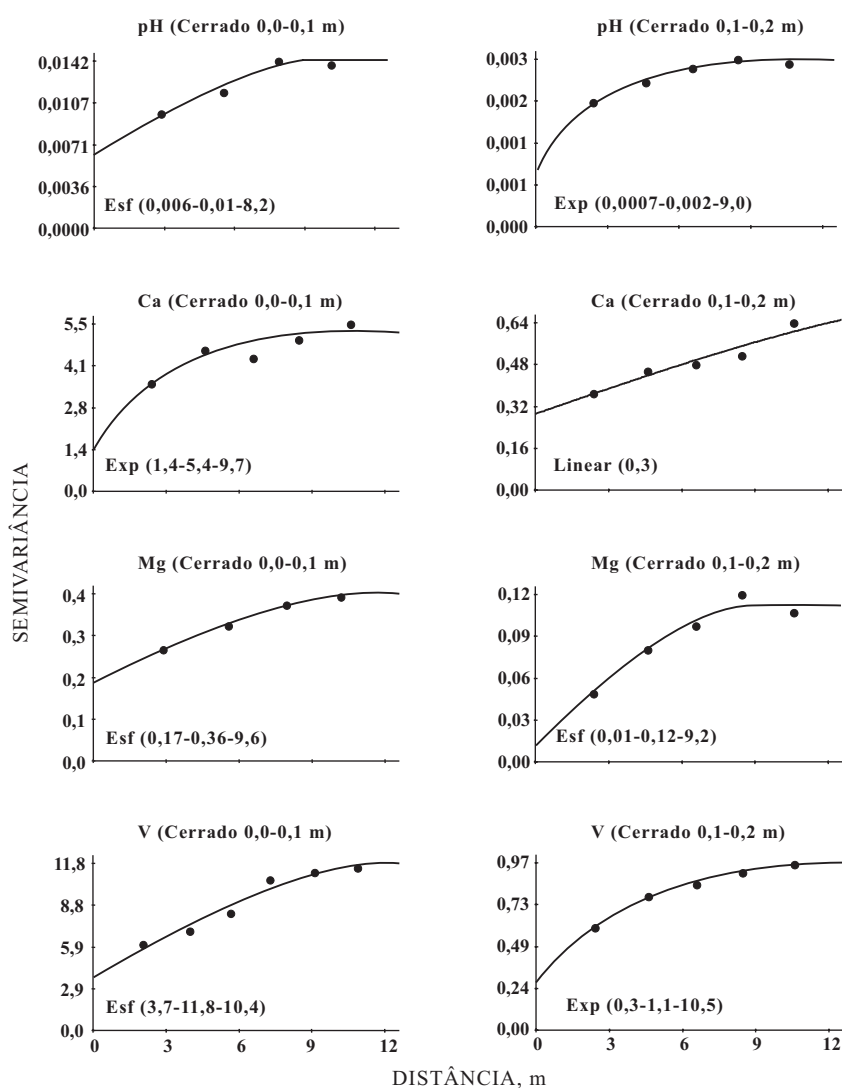 pH (Cerrado 0,0-0,1 m)
0,0142
0,0107
0,0071
0,0036
0,0000
Esf (0,006-0,01-8,2)
pH (Cerrado 0,1-0,2 m)
0,003
0,002
0,001
0,001
0,000
Exp (0,0007-0,002-9,0)
Ca (Cerrado 0,0-0,1 m)
5,5
4,1
2,8
1,4
0,0
Exp (1,4-5,4-9,7)
Ca (Cerrado 0,1-0,2 m)
0,64
0,48
0,32
0,16
0,00
Linear (0,3)
SEMIVARIÂNCIA
Mg (Cerrado 0,0-0,1 m)
0,4
0,3
0,2
0,1
0,0
Esf (0,17-0,36-9,6)
Mg (Cerrado 0,1-0,2 m)
0,12
0,09
0,06
0,03
0,00
Esf (0,01-0,12-9,2)
V (Cerrado 0,0-0,1 m)
11,8
8,8
5,9
2,9
0,0
Esf (3,7-11,8-10,4)
0 3 6 9 12
V (Cerrado 0,1-0,2 m)
0,97
0,73
0,49
0,24
0,00
Exp (0,3-1,1-10,5)
0 3 6 9 12
DISTÂNCIA, m